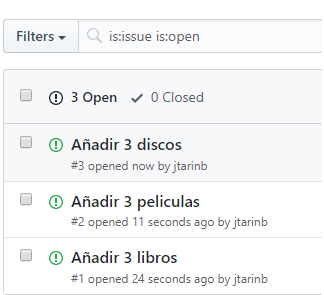 Filters
is:issue is:open
3 Open 0 Closed
Añadir 3 discos
#3 opened now by jtarinb
Añadir 3 peliculas
#2 opened 11 seconds ago by jtarinb
Añadir 3 libros
#1 opened 24 seconds ago by jtarinb